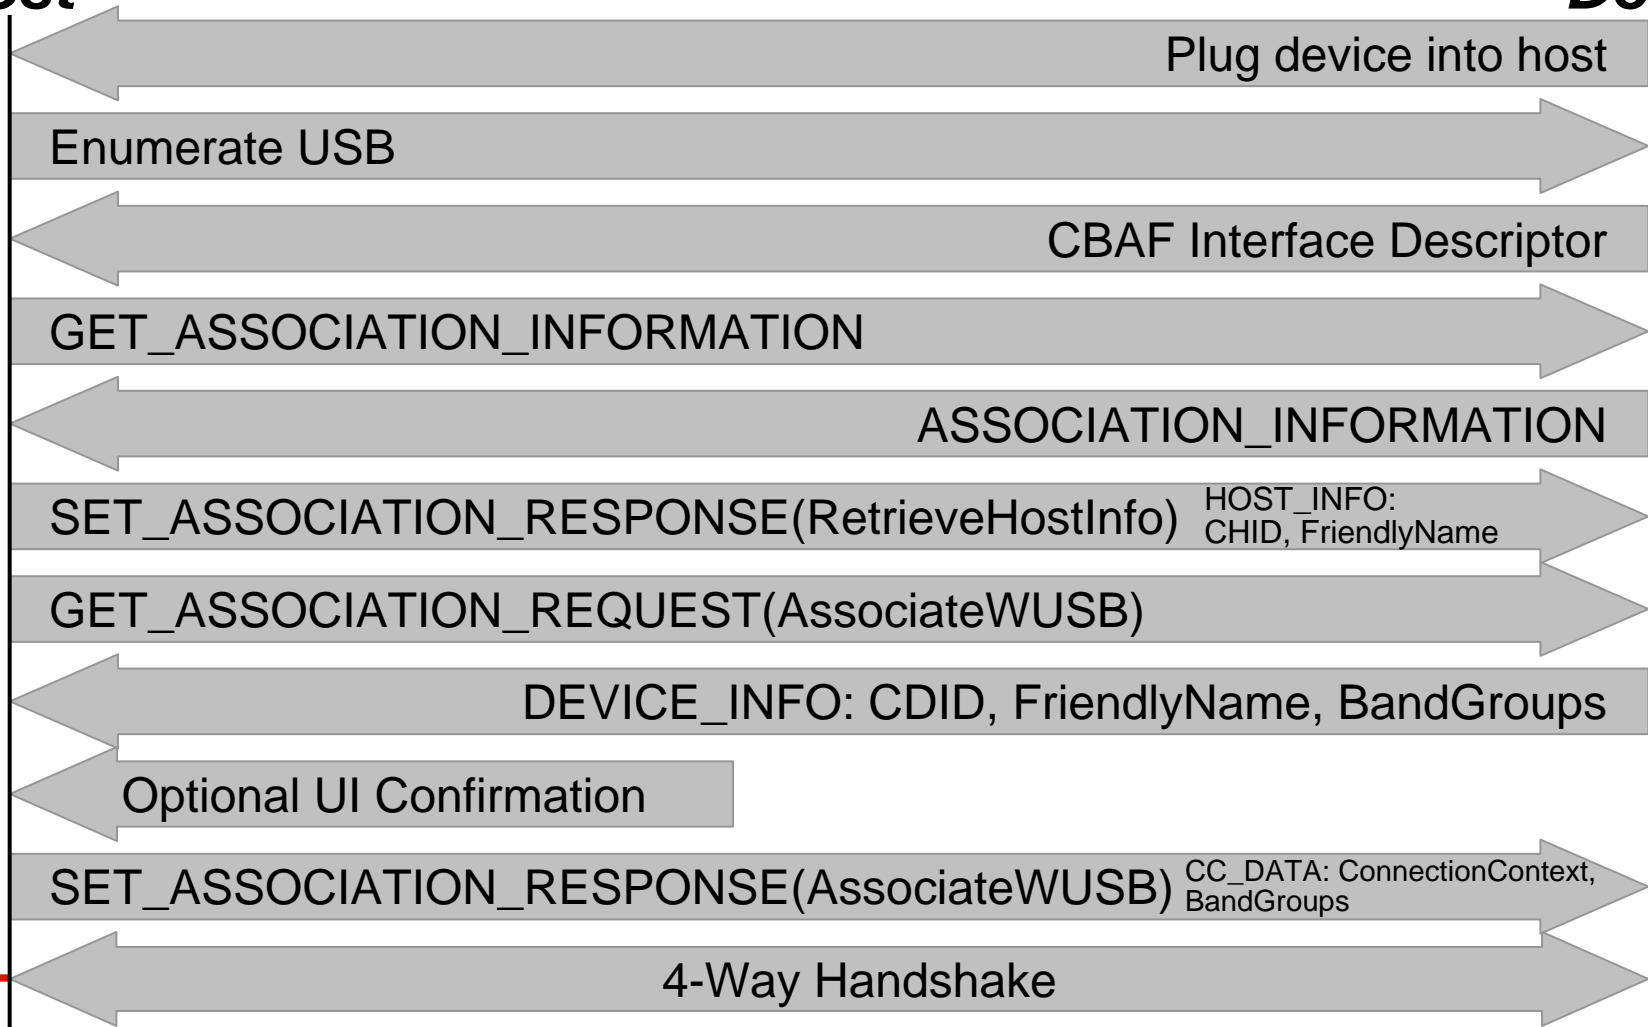 Plug device into host
Enumerate USB
CBAF Interface Descriptor
GET_ASSOCIATION_INFORMATION
ASSOCIATION_INFORMATION
SET_ASSOCIATION_RESPONSE(RetrieveHostInfo)
HOST_INFO:
CHID, FriendlyName
GET_ASSOCIATION_REQUEST(AssociateWUSB)
DEVICE_INFO: CDID, FriendlyName, BandGroups
Optional UI Confirmation
SET_ASSOCIATION_RESPONSE(AssociateWUSB)
CC_DATA: ConnectionContext,
BandGroups
4-Way Handshake